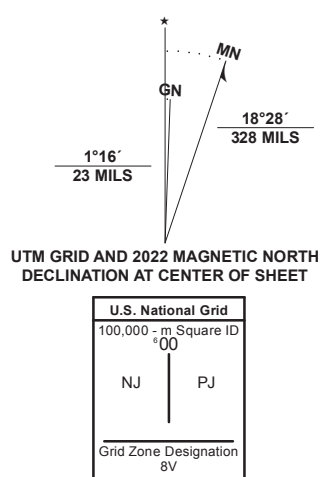 ★
MN
GN
18°28´
328 MILS
1°16´
23 MILS
UTM GRID AND 2022 MAGNETIC NORTH
DECLINATION AT CENTER OF SHEET
U.S. National Grid
100,000 - m Square ID
⁶00
NJ PJ
Grid Zone Designation
8V